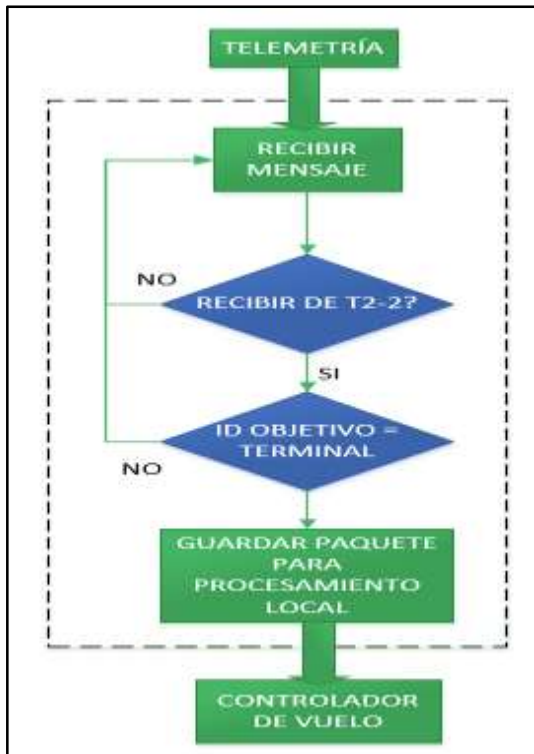 TELEMETRÍA
RECIBIR
MENSAJE
NO
RECIBIR DE T2-2?
SI
ID OBJETIVO =
TERMINAL
NO
GUARDAR PAQUETE
PARA
PROCESAMIENTO
LOCAL
CONTROLADOR
DE VUELO